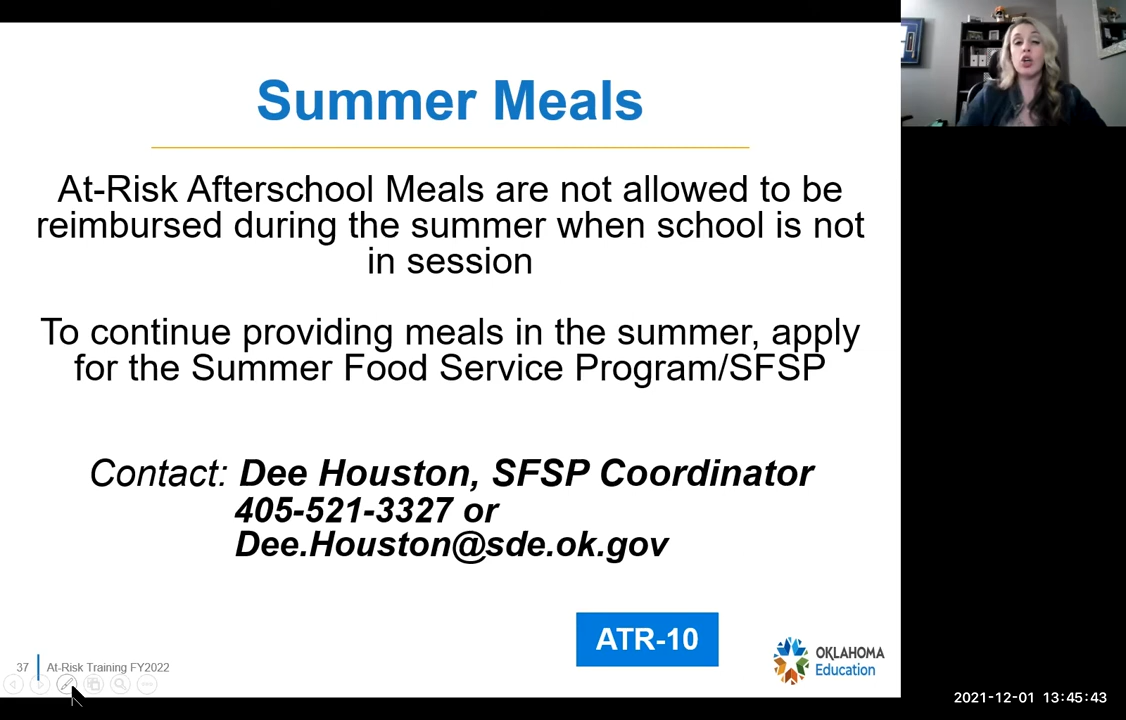 Summer Meals
At-Risk Afterschool Meals are not allowed to be
reimbursed during the summer when school is not
in session
To continue providing meals in the summer, apply
for the Summer Food Service Program/SFSP
Contact: Dee Houston, SFSP Coordinator
405-521-3327 or
Dee.Houston@sde.ok.gov
ATR-10
OKLAHOMA
Education
37 At-Risk Training FY2022
2021-12-01 13:45:43